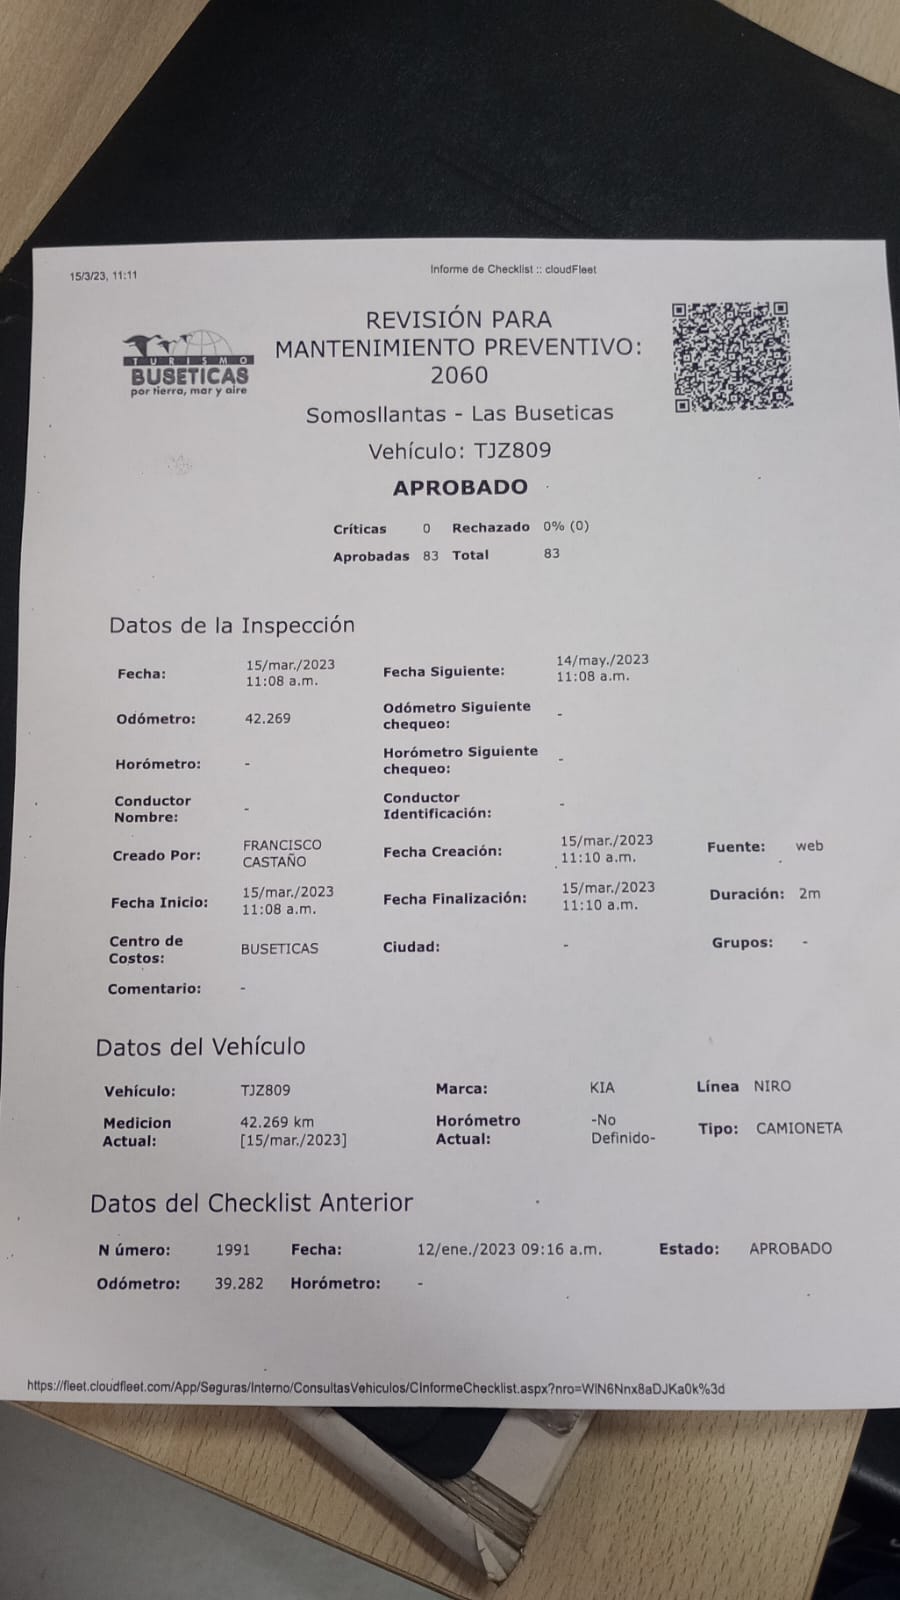 15/3/23, 11:11
Informe de Checklist :: cloudFleet
TURISMO
BUSETICAS
por tierra, mar y aire
REVISIÓN PARA
MANTENIMIENTO PREVENTIVO:
2060
Somosllantas - Las Buseticas
Vehículo: TJZ809
APROBADO
Críticas 0 Rechazado 0% (0)
Aprobadas 83 Total 83
Datos de la Inspección
Fecha: 15/mar./2023 11:08 a.m. Fecha Siguiente: 14/may./2023 11:08 a.m.
Odómetro: 42.269 Odómetro Siguiente chequeo: -
Horómetro: - Horómetro Siguiente chequeo: -
Conductor Nombre: - Conductor Identificación: -
Creado Por: FRANCISCO CASTAÑO Fecha Creación: 15/mar./2023 11:10 a.m. Fuente: web
Fecha Inicio: 15/mar./2023 11:08 a.m. Fecha Finalización: 15/mar./2023 11:10 a.m. Duración: 2m
Centro de Costos: BUSETICAS Ciudad: - Grupos: -
Comentario: -
Datos del Vehículo
Vehículo: TJZ809 Marca: KIA Línea NIRO
Medicion Actual: 42.269 km [15/mar./2023] Horómetro Actual: -No Definido- Tipo: CAMIONETA
Datos del Checklist Anterior
N úmero: 1991 Fecha: 12/ene./2023 09:16 a.m. Estado: APROBADO
Odómetro: 39.282 Horómetro: -
https://fleet.cloudfleet.com/App/Seguras/Interno/ConsultasVehiculos/CInformeChecklist.aspx?nro=WIN6Nnx8aDJKa0k%3d